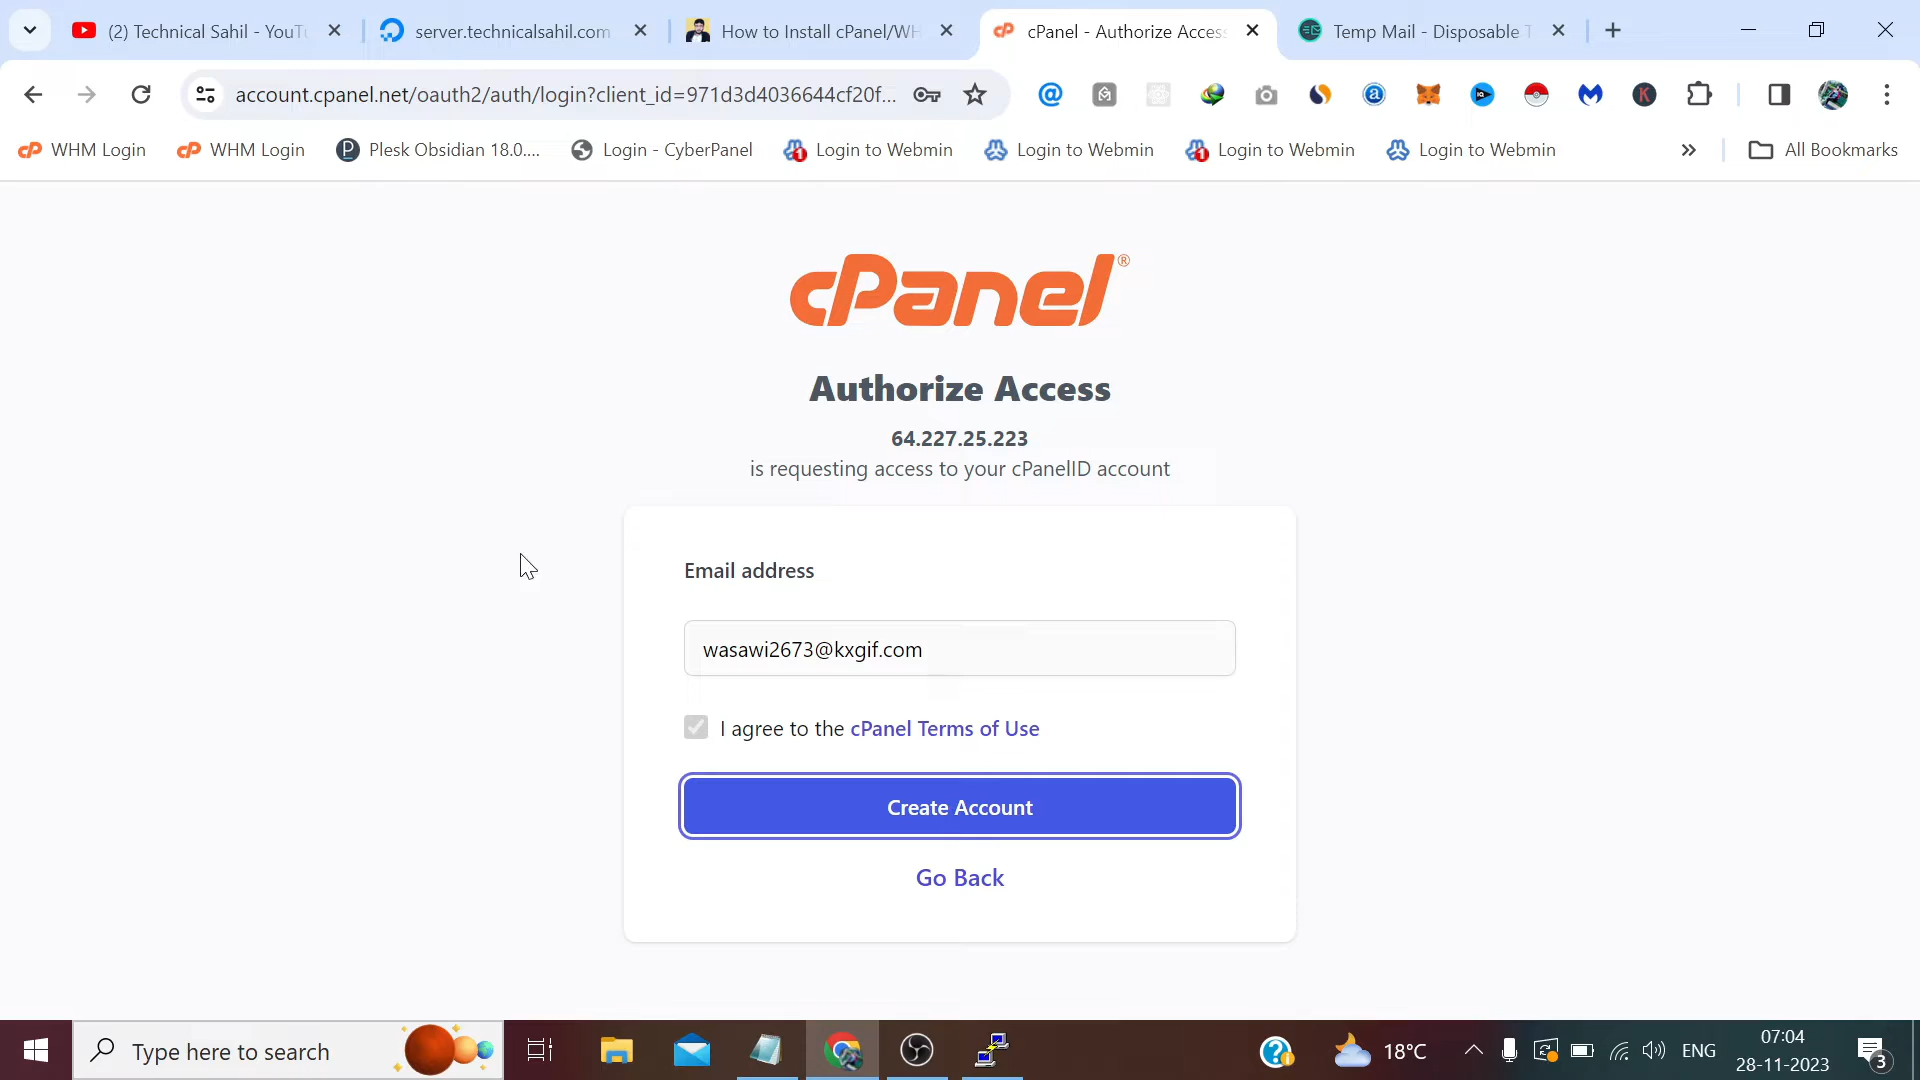 (2) Technical Sahil - YouTu
server.technicalsahil.com
How to Install cPanel/WH
cPanel - Authorize Access
Temp Mail - Disposable T
account.cpanel.net/oauth2/auth/login?client_id=971d3d4036644cf20f...
WHM Login
WHM Login
Plesk Obsidian 18.0....
Login - CyberPanel
Login to Webmin
Login to Webmin
Login to Webmin
Login to Webmin
All Bookmarks
cPanel®
Authorize Access
64.227.25.223
is requesting access to your cPanelID account
Email address
wasawi2673@kxgif.com
I agree to the cPanel Terms of Use
Create Account
Go Back
Type here to search
18°C
ENG
07:04
28-11-2023
3